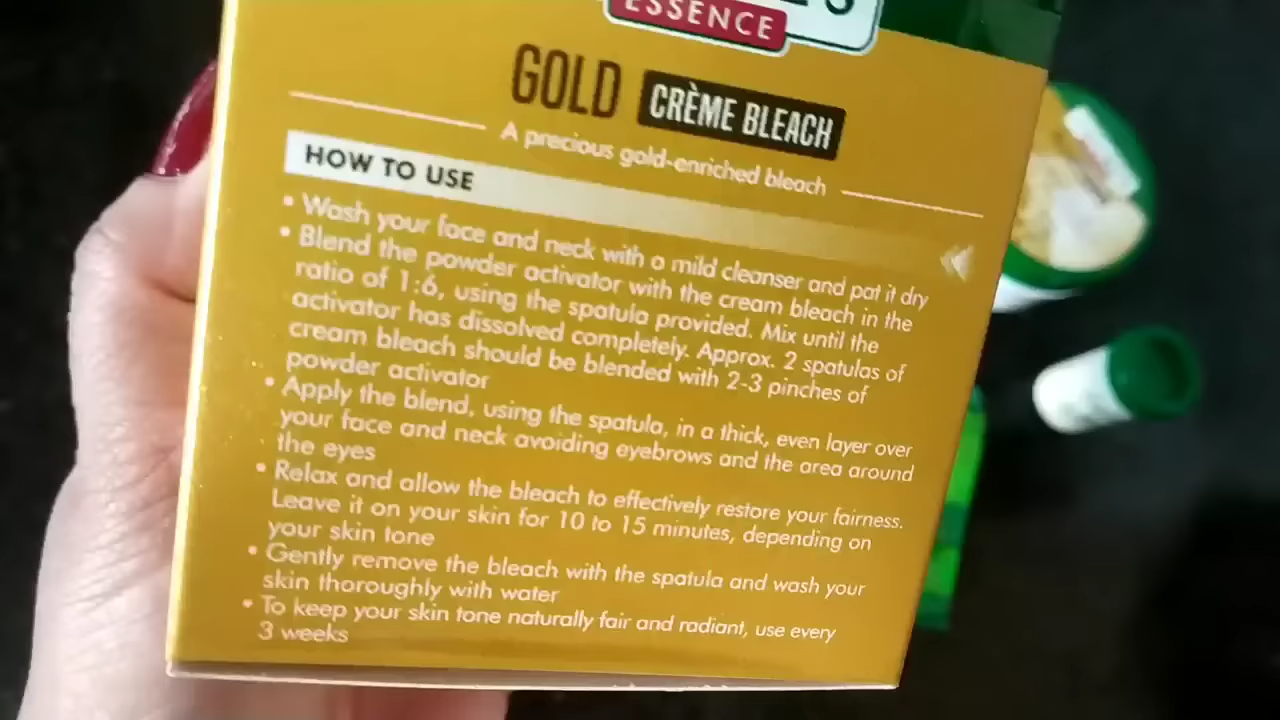 ESSENCE
GOLD CRÈME BLEACH
A precious gold-enriched bleach
HOW TO USE
• Wash your face and neck with a mild cleanser and pat it dry
• Blend the powder activator with the cream bleach in the
ratio of 1:6, using the spatula provided. Mix until the
activator has dissolved completely. Approx. 2 spatulas of
cream bleach should be blended with 2-3 pinches of
powder activator
• Apply the blend, using the spatula, in a thick, even layer over
your face and neck avoiding eyebrows and the area around
the eyes
• Relax and allow the bleach to effectively restore your fairness.
Leave it on your skin for 10 to 15 minutes, depending on
your skin tone
• Gently remove the bleach with the spatula and wash your
skin thoroughly with water
• To keep your skin tone naturally fair and radiant, use every
3 weeks